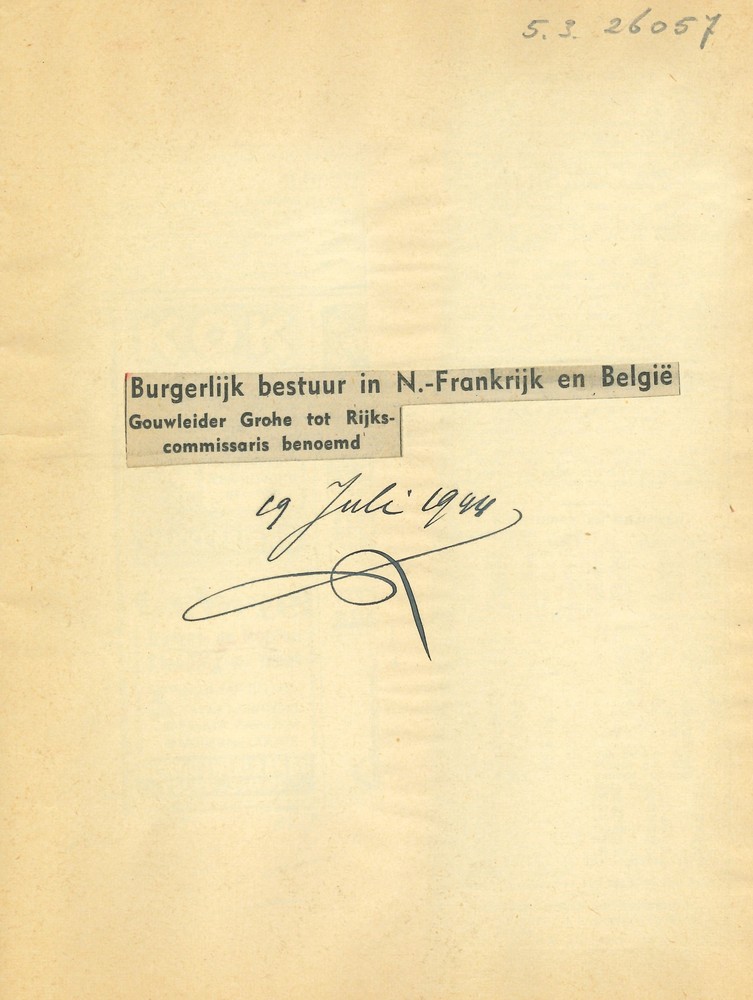 5.3. 26057
Burgerlijk bestuur in N.-Frankrijk en België
Gouwleider Grohe tot Rijks-
commissaris benoemd
19 Juli 1944